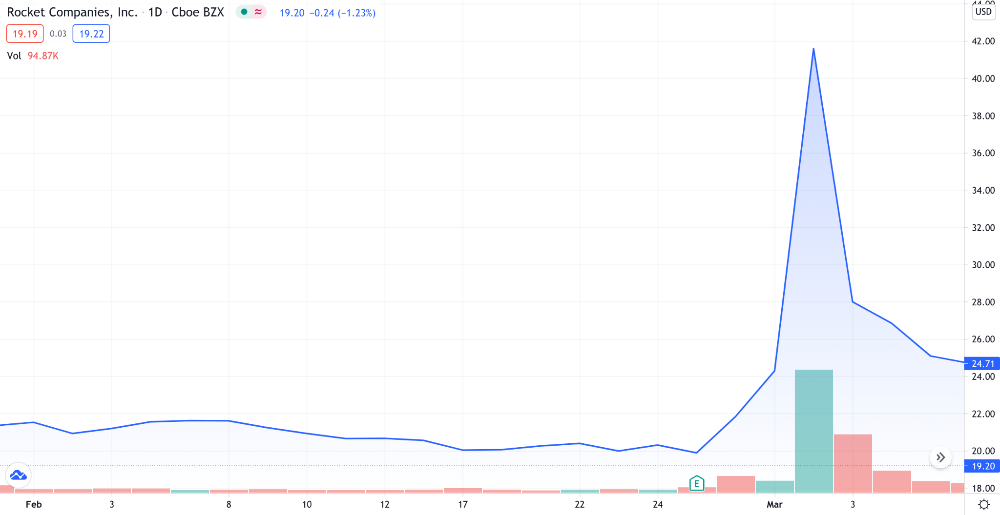 Rocket Companies, Inc. · 1D · Cboe BZX ≈ 19.20 −0.24 (−1.23%)
19.19 0.03 19.22
Vol 94.87K
44.00
USD
42.00
40.00
38.00
36.00
34.00
32.00
30.00
28.00
26.00
24.71
24.00
22.00
20.00
19.20
18.00
E
Feb 3 8 10 12 17 22 24 Mar 3